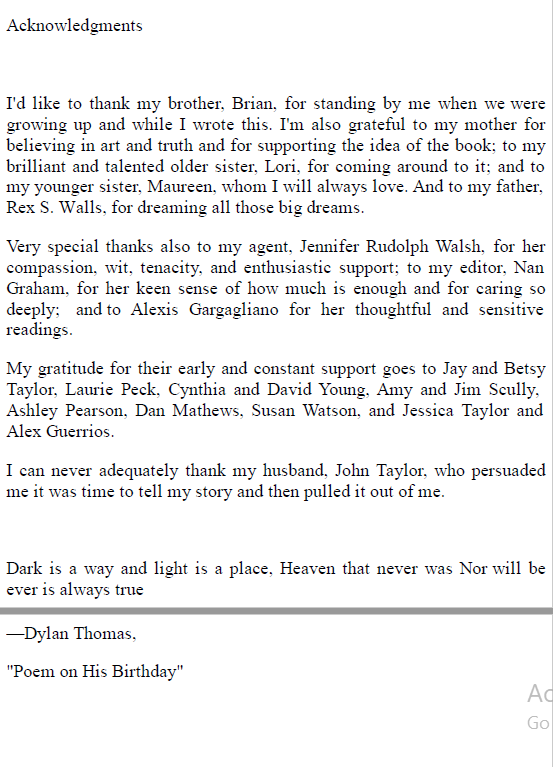 Acknowledgments
I'd like to thank my brother, Brian, for standing by me when we were
growing up and while I wrote this. I'm also grateful to my mother for
believing in art and truth and for supporting the idea of the book; to my
brilliant and talented older sister, Lori, for coming around to it; and to
my younger sister, Maureen, whom I will always love. And to my father,
Rex S. Walls, for dreaming all those big dreams.
Very special thanks also to my agent, Jennifer Rudolph Walsh, for her
compassion, wit, tenacity, and enthusiastic support; to my editor, Nan
Graham, for her keen sense of how much is enough and for caring so
deeply; and to Alexis Gargagliano for her thoughtful and sensitive
readings.
My gratitude for their early and constant support goes to Jay and Betsy
Taylor, Laurie Peck, Cynthia and David Young, Amy and Jim Scully,
Ashley Pearson, Dan Mathews, Susan Watson, and Jessica Taylor and
Alex Guerrios.
I can never adequately thank my husband, John Taylor, who persuaded
me it was time to tell my story and then pulled it out of me.
Dark is a way and light is a place, Heaven that never was Nor will be
ever is always true
—Dylan Thomas,
"Poem on His Birthday"
Go